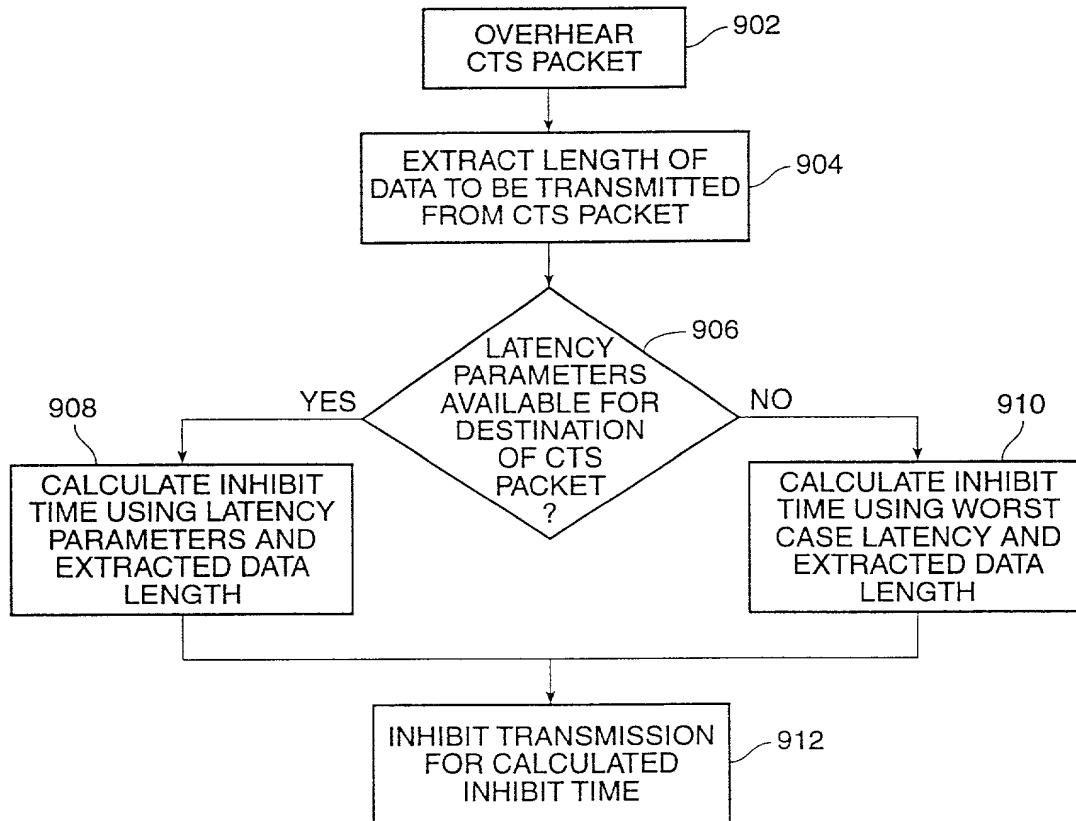 OVERHEAR
CTS PACKET
902
EXTRACT LENGTH OF
DATA TO BE TRANSMITTED
FROM CTS PACKET
904
LATENCY
PARAMETERS
AVAILABLE FOR
DESTINATION
OF CTS
PACKET
?
906
YES
NO
908
CALCULATE INHIBIT
TIME USING LATENCY
PARAMETERS AND
EXTRACTED DATA
LENGTH
910
CALCULATE INHIBIT
TIME USING WORST
CASE LATENCY AND
EXTRACTED DATA
LENGTH
INHIBIT TRANSMISSION
FOR CALCULATED
INHIBIT TIME
912